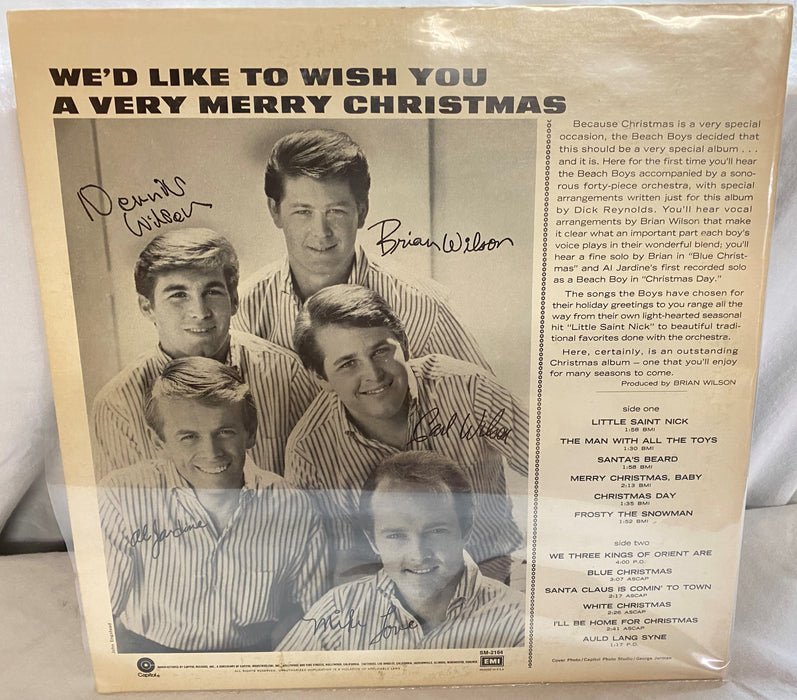 WE'D LIKE TO WISH YOU
A VERY MERRY CHRISTMAS
Dennis
Wilson
Brian Wilson
Carl Wilson
Al Jardine
Mike Love
Because Christmas is a very special
occasion, the Beach Boys decided that
this should be a very special album . . .
and it is. Here for the first time you'll hear
the Beach Boys accompanied by a sono-
rous forty-piece orchestra, with special
arrangements written just for this
album by Dick Reynolds. You'll hear vocal
arrangements by Brian Wilson that make
it clear what an important part each boy's
voice plays in their wonderful blend; you'll
hear a fine solo by Brian in "Blue Christ-
mas" and Al Jardine's first recorded solo
as a Beach Boy in "Christmas Day."
The songs the Boys have chosen for
their holiday greetings to you range all the
way from their own light-hearted seasonal
hit "Little Saint Nick" to beautiful tradi-
tional favorites done with the orchestra.
Here, certainly, is an outstanding
Christmas album – one that you'll enjoy
for many seasons to come.
Produced by BRIAN WILSON
side one
LITTLE SAINT NICK
1:58 BMI
THE MAN WITH ALL THE TOYS
1:30 BMI
SANTA'S BEARD
1:58 BMI
MERRY CHRISTMAS, BABY
2:13 BMI
CHRISTMAS DAY
1:35 BMI
FROSTY THE SNOWMAN
1:52 BMI
side two
WE THREE KINGS OF ORIENT ARE
4:00 P.D.
BLUE CHRISTMAS
3:07 ASCAP
SANTA CLAUS IS COMIN' TO TOWN
2:17 ASCAP
WHITE CHRISTMAS
2:26 ASCAP
I'LL BE HOME FOR CHRISTMAS
2:41 ASCAP
AULD LANG SYNE
1:17 P.D.
Cover Photo/Capitol Photo Studio/George Jerman
John Engstead
Capitol
SM-2164
EMI